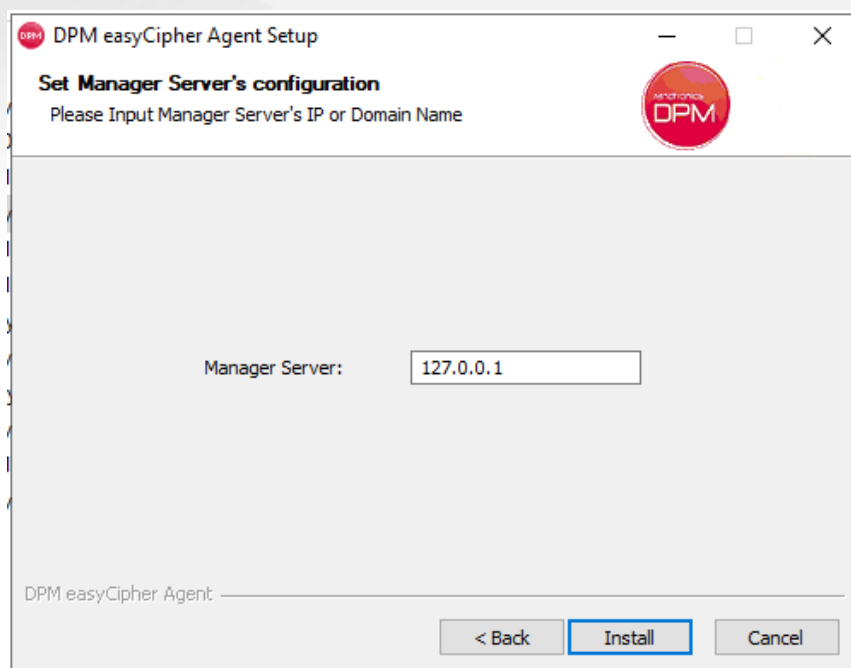 DPM easyCipher Agent Setup
Set Manager Server's configuration
Please Input Manager Server's IP or Domain Name
DPM
Manager Server: 127.0.0.1
DPM easyCipher Agent
< Back Install Cancel